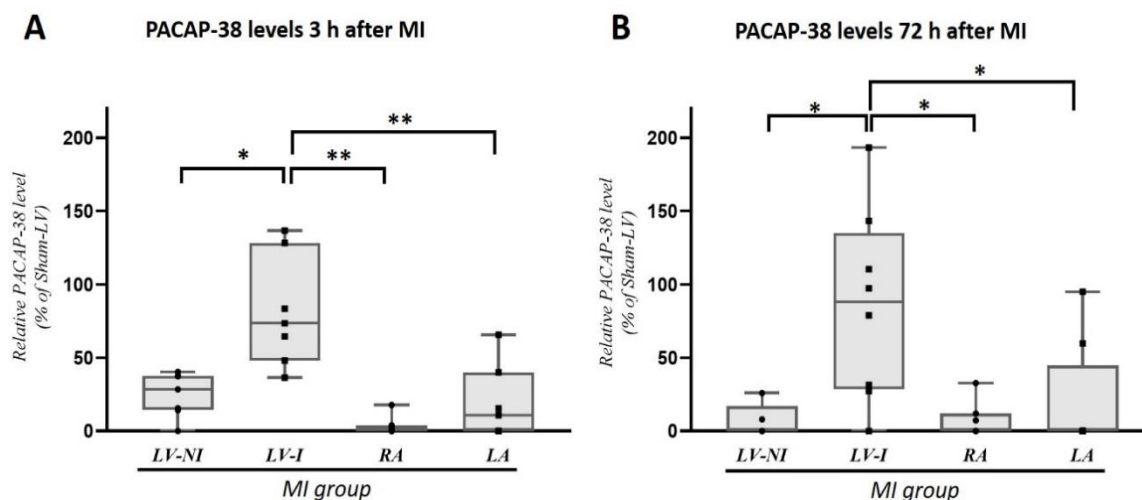 A
PACAP-38 levels 3 h after MI
Relative PACAP-38 level
(% of Sham-LV)
200
150
100
50
0
*
**
**
LV-NI
LV-I
RA
LA
MI group
B
PACAP-38 levels 72 h after MI
Relative PACAP-38 level
(% of Sham-LV)
200
150
100
50
0
*
*
*
LV-NI
LV-I
RA
LA
MI group